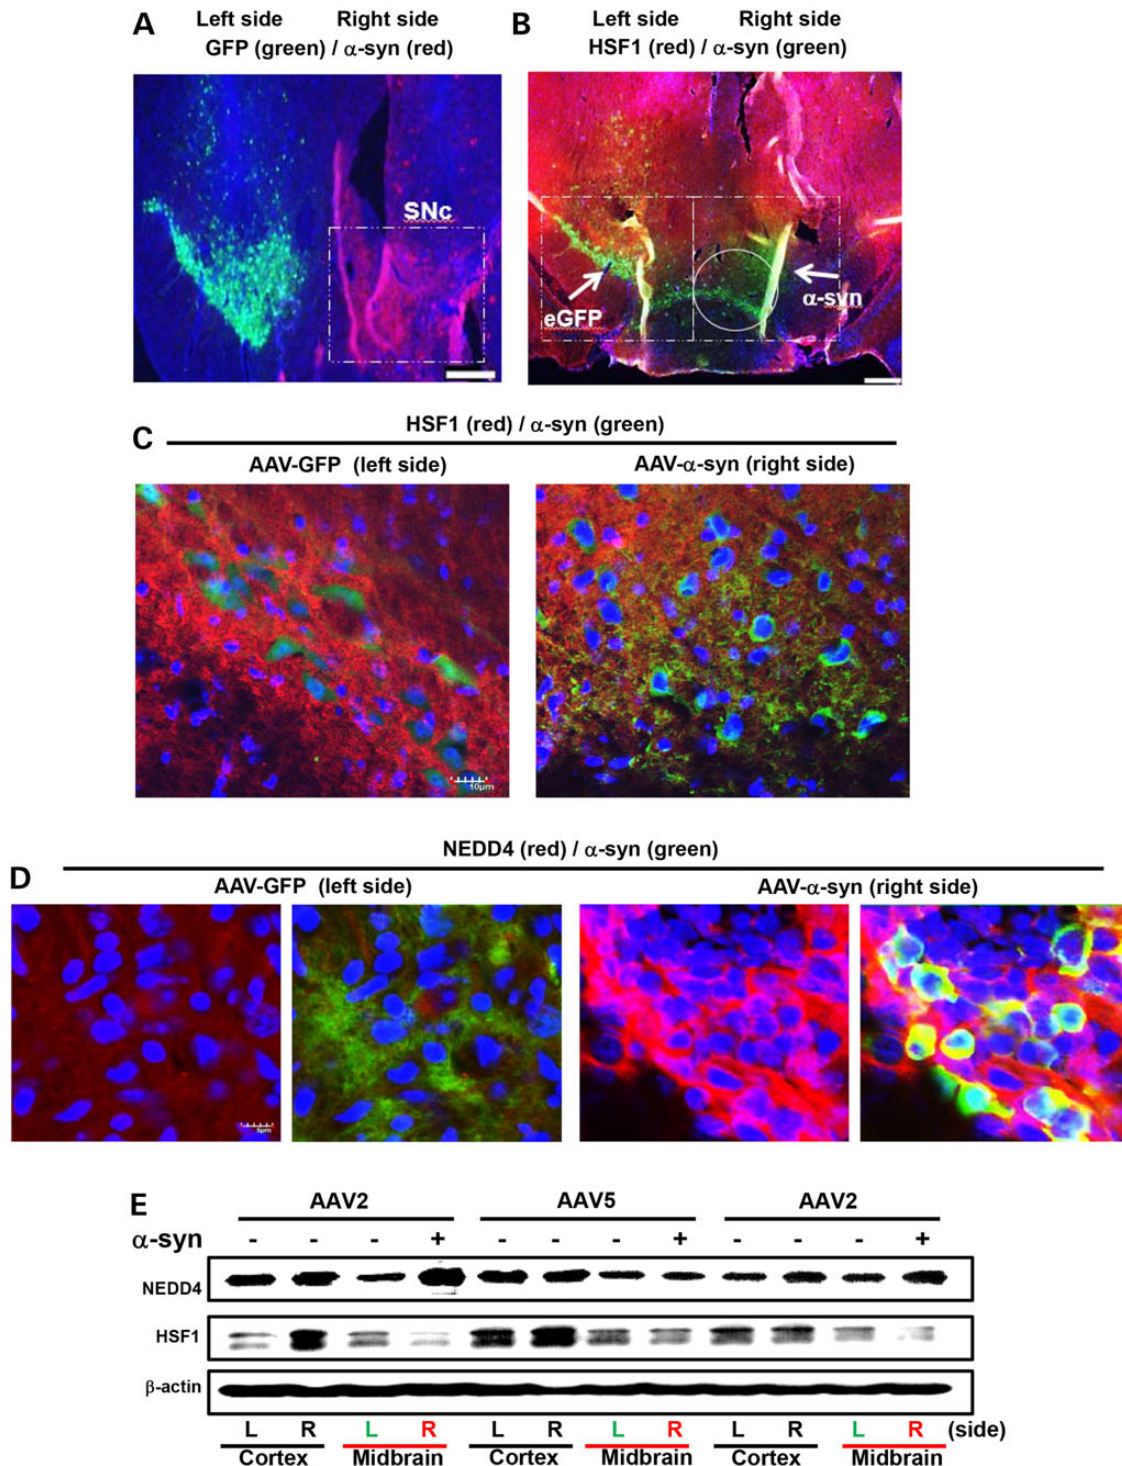 A
Left side Right side
GFP (green) / α-syn (red)
SNc
B
Left side Right side
HSF1 (red) / α-syn (green)
eGFP
α-syn
C
HSF1 (red) / α-syn (green)
AAV-GFP (left side) AAV-α-syn (right side)
10µm
NEDD4 (red) / α-syn (green)
D
AAV-GFP (left side) AAV-α-syn (right side)
5µm
E
AAV2 AAV5 AAV2
α-syn - - - + - - - + - - - +
NEDD4
HSF1
β-actin
L R L R L R L R L R L R (side)
Cortex Midbrain Cortex Midbrain Cortex Midbrain